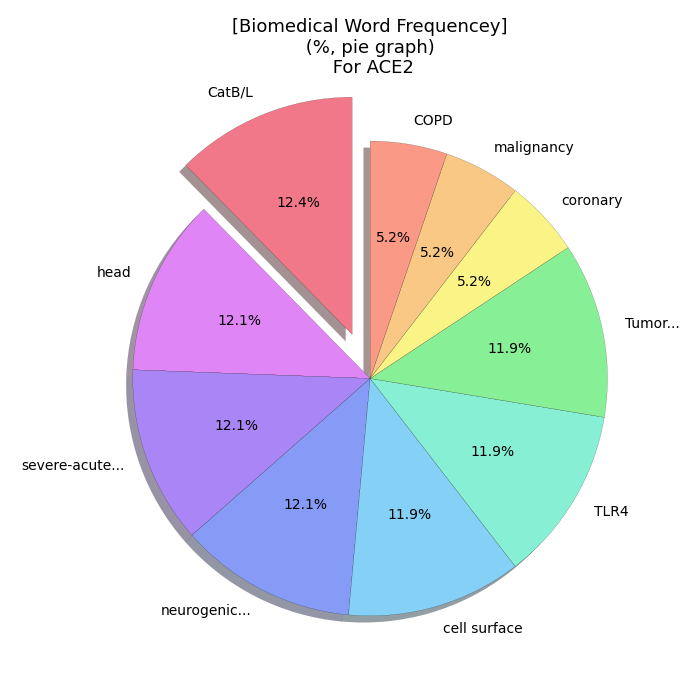 [Biomedical Word Frequencey]
(%, pie graph)
For ACE2
CatB/L
COPD
malignancy
coronary
12.4%
5.2%
5.2%
5.2%
head
12.1%
Tumor...
11.9%
severe-acute...
12.1%
TLR4
11.9%
neurogenic...
12.1%
cell surface
11.9%